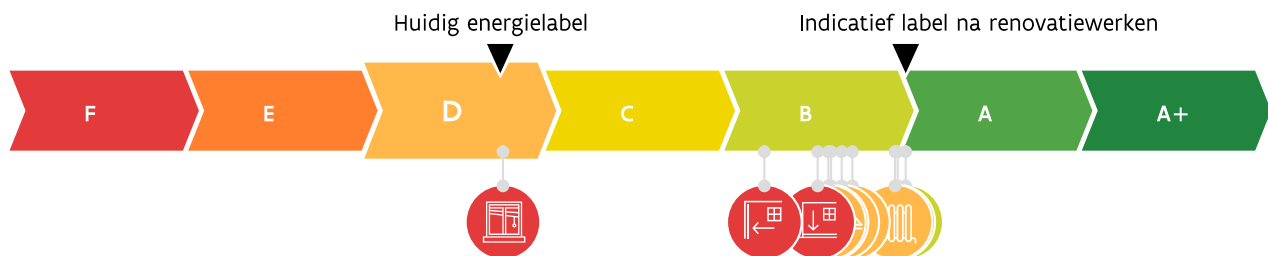 Huidig energielabel
Indicatief label na renovatiewerken
F
E
D
C
B
A
A+